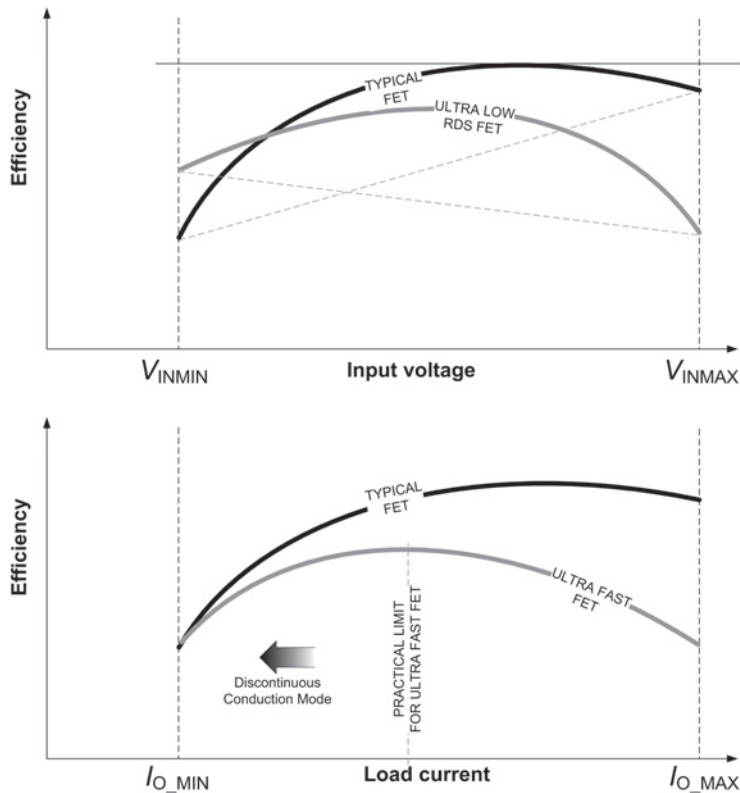 Efficiency
TYPICAL
FET
ULTRA LOW
RDS FET
VINMIN
Input voltage
VINMAX
Efficiency
TYPICAL
FET
ULTRA FAST
FET
PRACTICAL LIMIT
FOR ULTRA FAST FET
Discontinuous
Conduction Mode
IO_MIN
Load current
IO_MAX